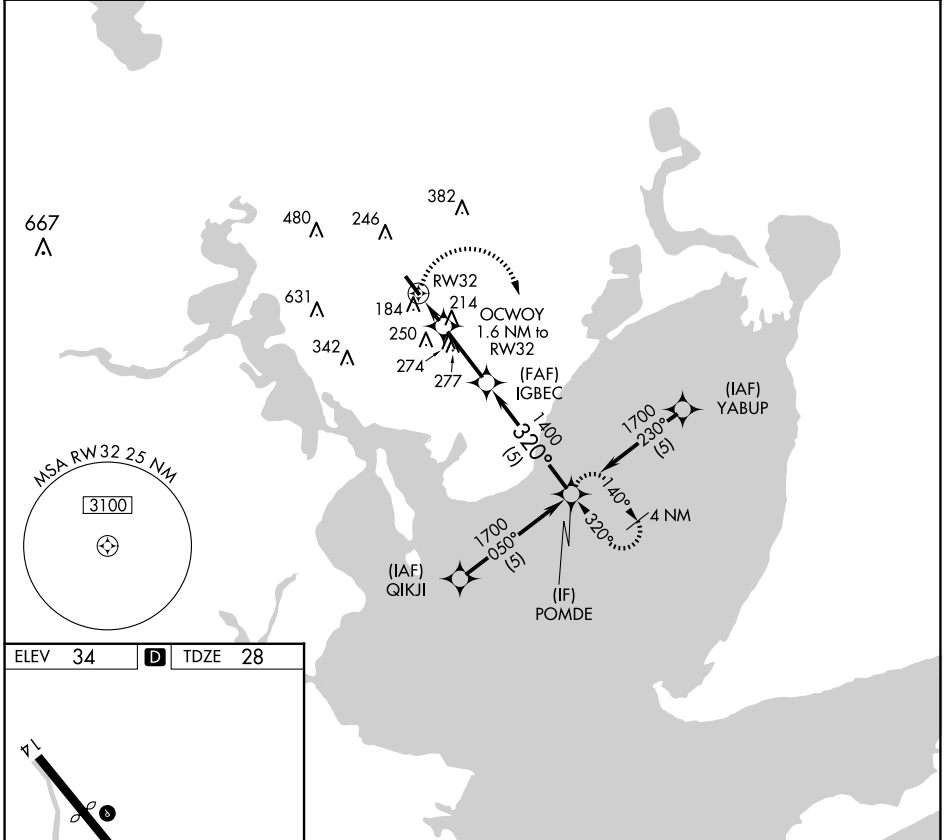 382
667
480
246
RW32
631
184
214
OCWOY
1.6 NM to
RW32
250
342
274
277
(FAF)
IGBEC
(IAF)
YABUP
1700
230°
(5)
1400
320°
(5)
MSA RW32 25 NM
3100
140°
320°
4 NM
1700
050°
(5)
(IAF)
QIKJI
(IF)
POMDE
ELEV 34
D
TDZE 28
14
P